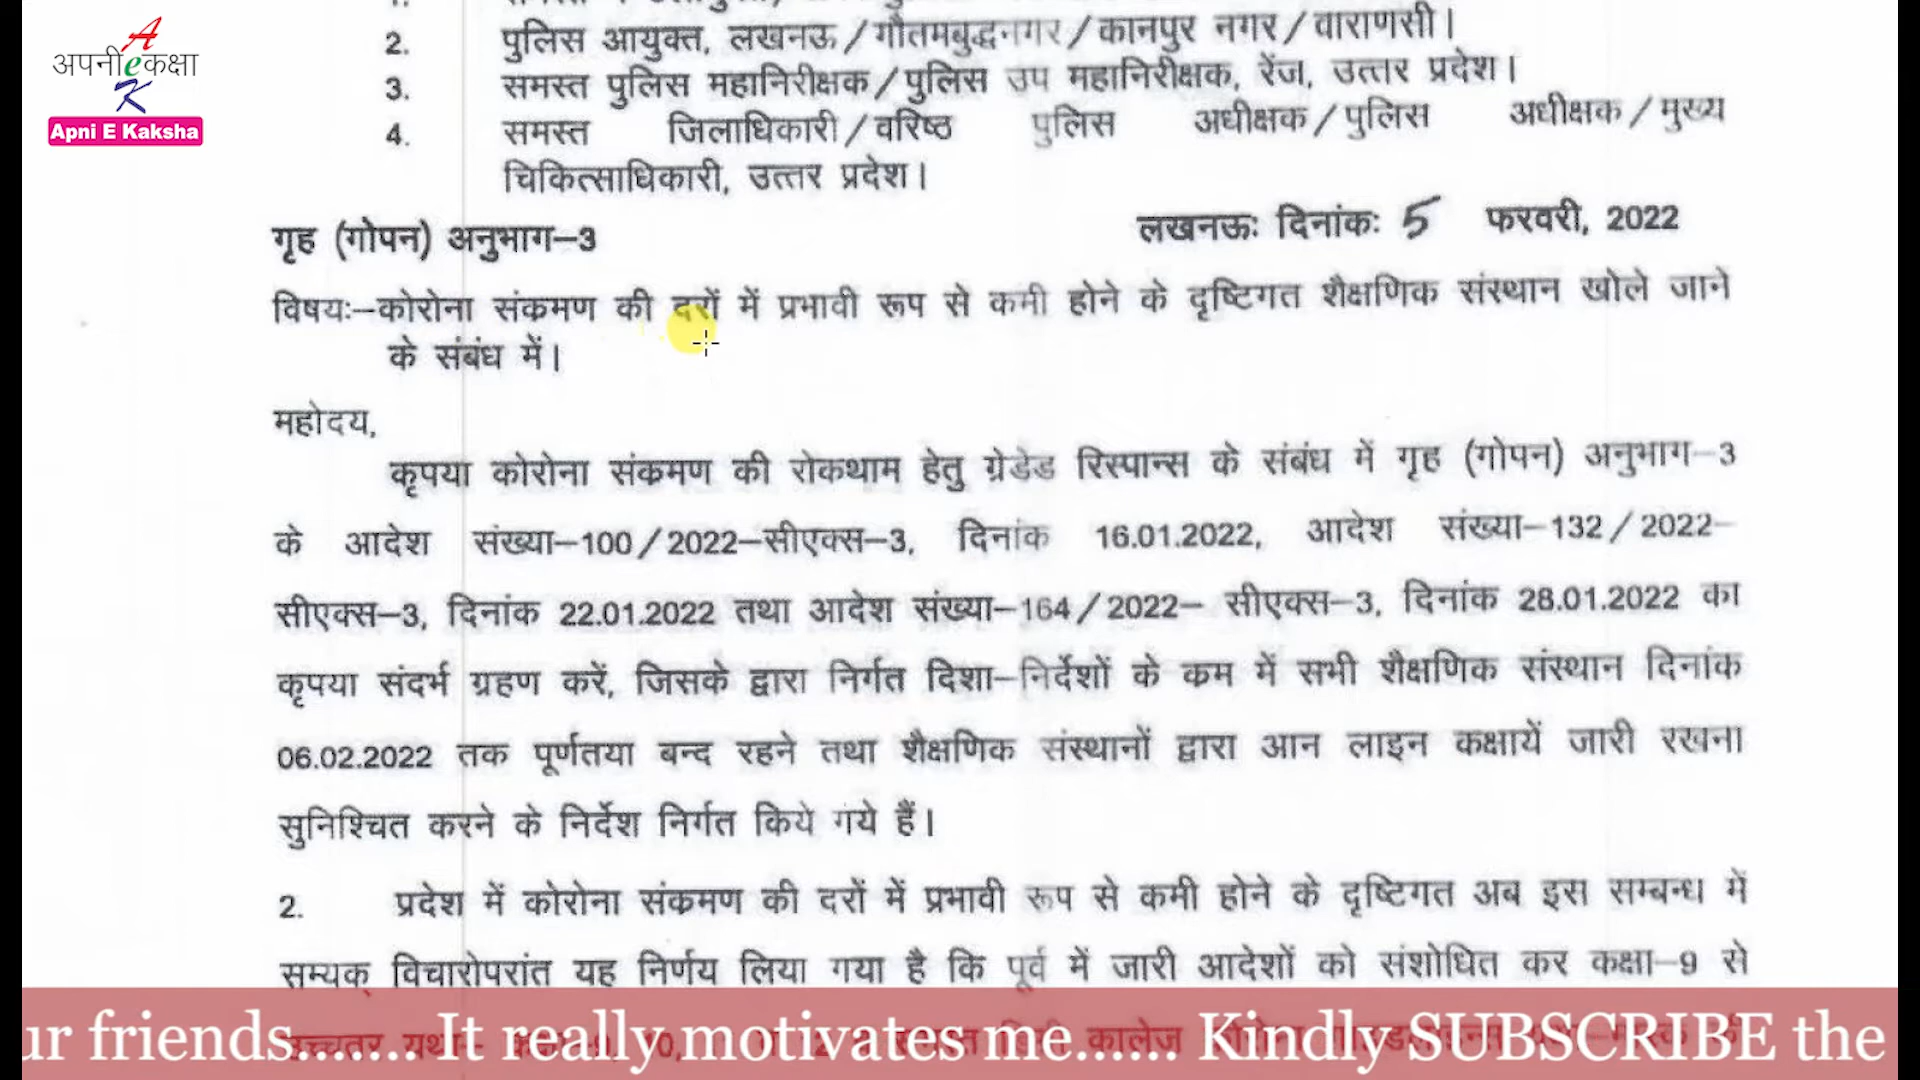 A
अपनीeकक्षा
K
Apni E Kaksha
2. पुलिस आयुक्त, लखनऊ/गौतमबुद्धनगर/कानपुर नगर/वाराणसी।
3. समस्त पुलिस महानिरीक्षक/पुलिस उप महानिरीक्षक, रेंज, उत्तर प्रदेश।
4. समस्त जिलाधिकारी/वरिष्ठ पुलिस अधीक्षक/पुलिस अधीक्षक/मुख्य
चिकित्साधिकारी, उत्तर प्रदेश।
गृह (गोपन) अनुभाग–3 लखनऊः दिनांकः 5 फरवरी, 2022
विषयः–कोरोना संकमण की दरों में प्रभावी रूप से कमी होने के दृष्टिगत शैक्षणिक संस्थान खोले जाने
के संबंध में।
महोदय,
कृपया कोरोना संकमण की रोकथाम हेतु ग्रेडेड रिस्पान्स के संबंध में गृह (गोपन) अनुभाग–3
के आदेश संख्या–100/2022–सीएक्स–3, दिनांक 16.01.2022, आदेश संख्या–132/2022–
सीएक्स–3, दिनांक 22.01.2022 तथा आदेश संख्या–164/2022– सीएक्स–3, दिनांक 28.01.2022 का
कृपया संदर्भ ग्रहण करें, जिसके द्वारा निर्गत दिशा–निर्देशों के कम में सभी शैक्षणिक संस्थान दिनांक
06.02.2022 तक पूर्णतया बन्द रहने तथा शैक्षणिक संस्थानों द्वारा आन लाइन कक्षायें जारी रखना
सुनिश्चित करने के निर्देश निर्गत किये गये हैं।
2. प्रदेश में कोरोना संकमण की दरों में प्रभावी रूप से कमी होने के दृष्टिगत अब इस सम्बन्ध में
सम्यक् विचारोपरांत यह निर्णय लिया गया है कि पूर्व में जारी आदेशों को संशोधित कर कक्षा–9 से
ur friends...... It really motivates me...... Kindly SUBSCRIBE the